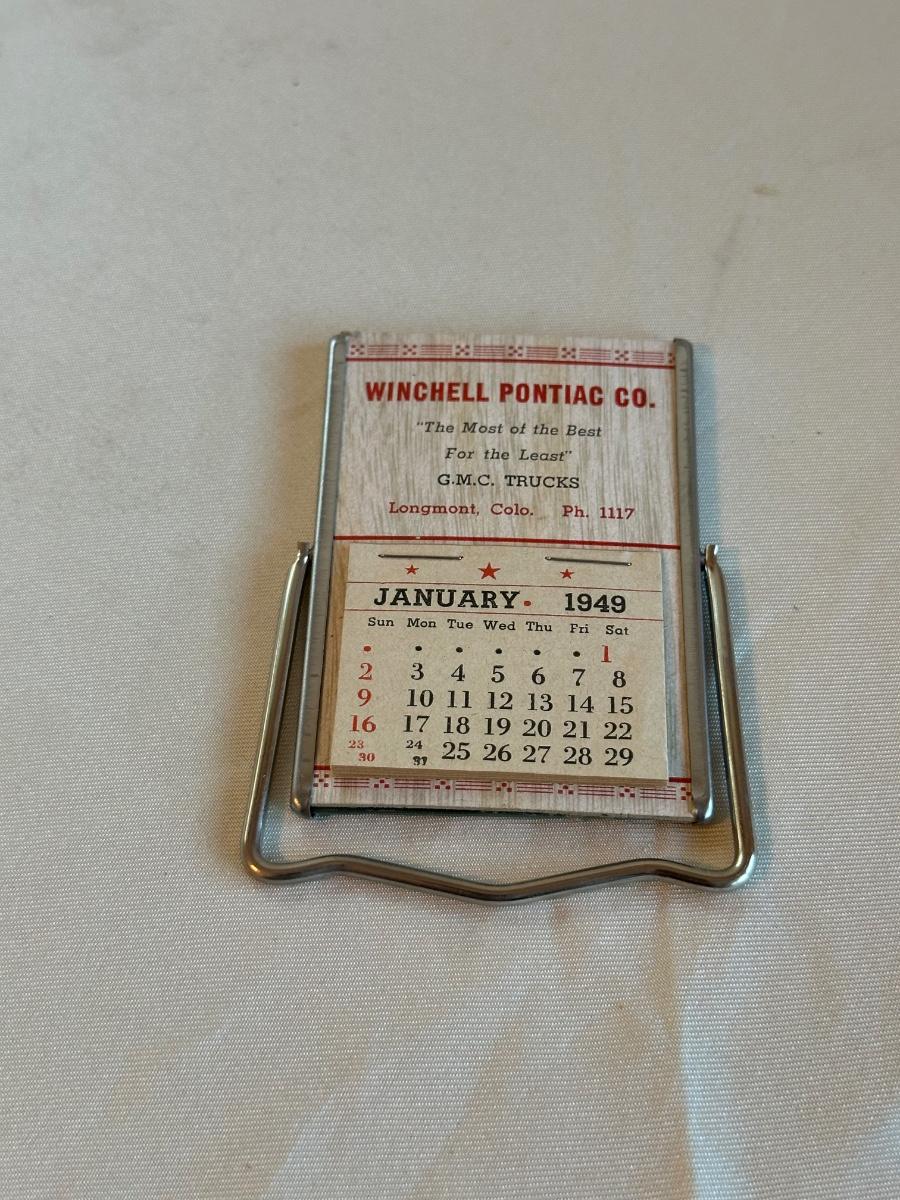 WINCHELL PONTIAC CO.
"The Most of the Best
For the Least"
G.M.C. TRUCKS
Longmont, Colo. Ph. 1117
JANUARY 1949
Sun Mon Tue Wed Thu Fri Sat
1
2 3 4 5 6 7 8
9 10 11 12 13 14 15
16 17 18 19 20 21 22
23 24 25 26 27 28 29
30 31